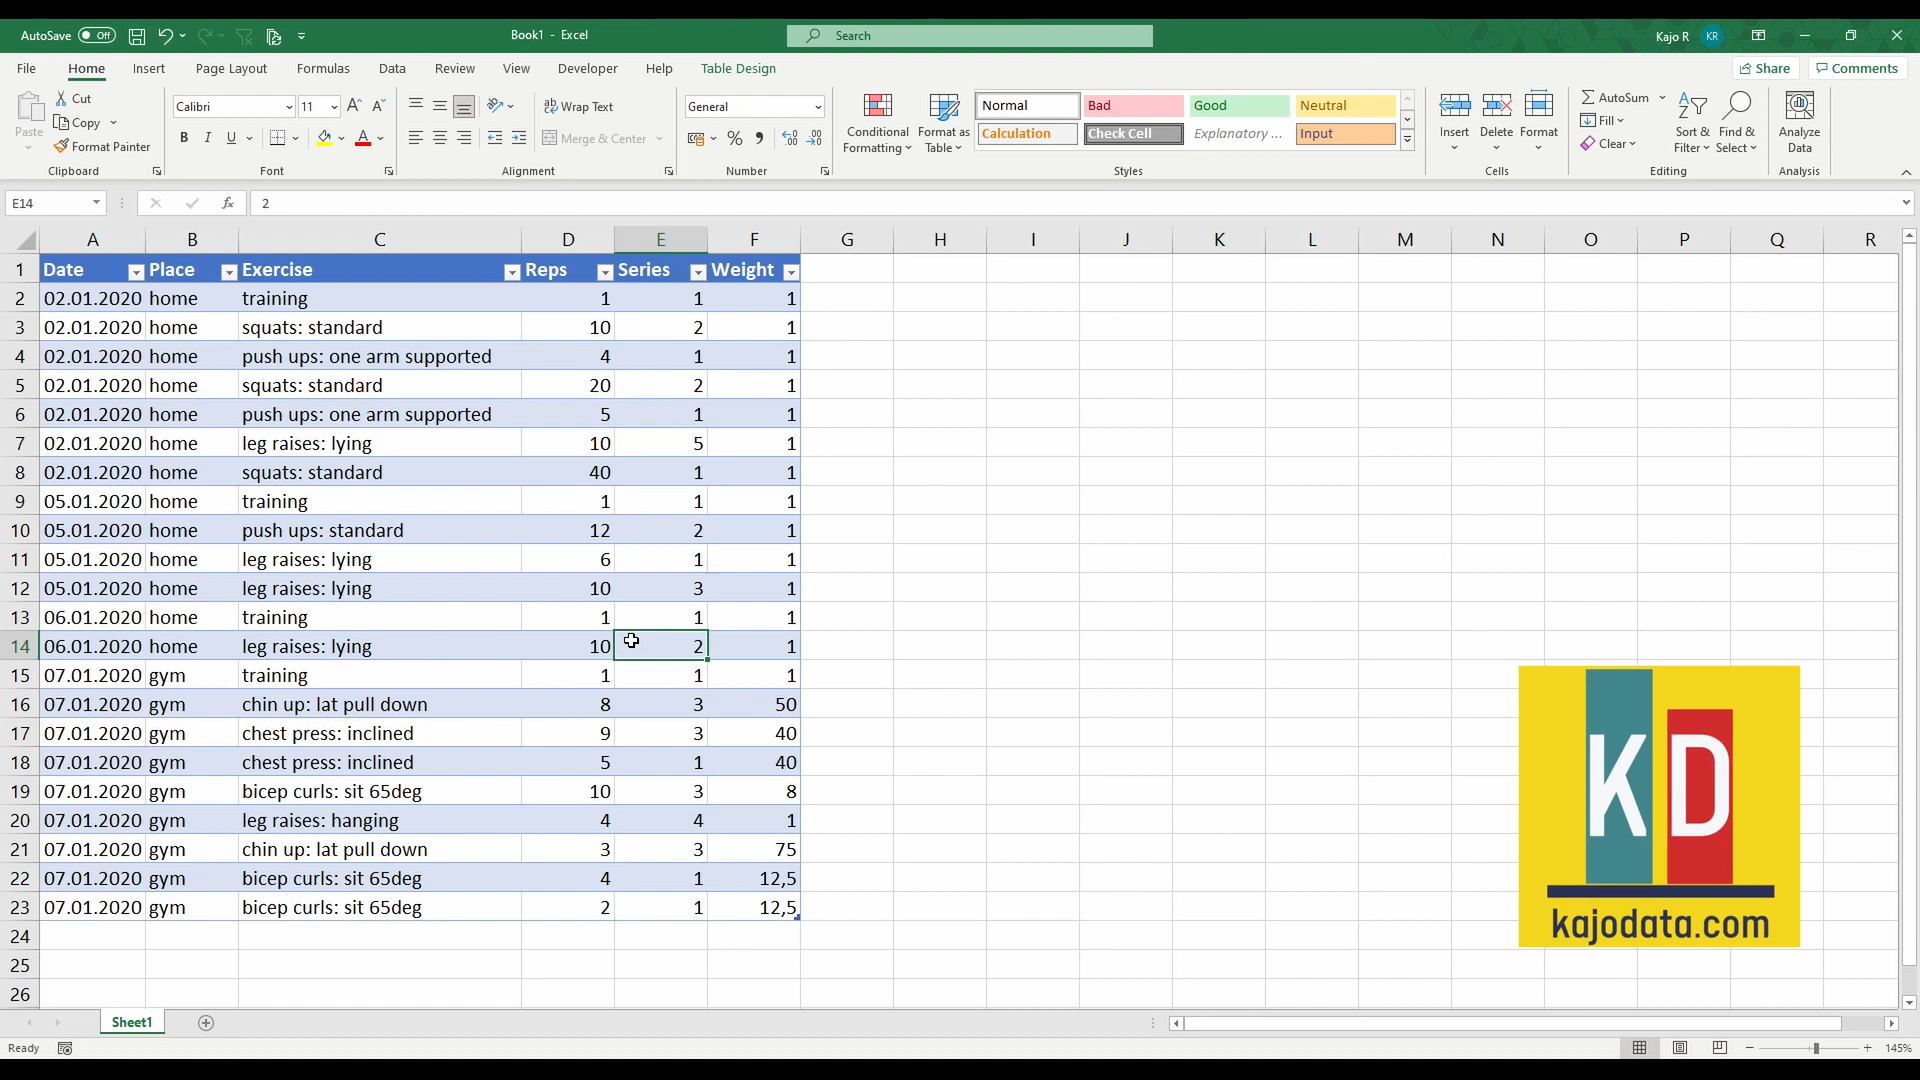 AutoSave Off Book1 - Excel Search Kajo R KR
File Home Insert Page Layout Formulas Data Review View Developer Help Table Design Share Comments
Paste Cut Copy Format Painter Clipboard
Calibri 11 Font
Wrap Text Merge & Center Alignment
General Number
Conditional Formatting Format as Table Normal Bad Good Neutral Calculation Check Cell Explanatory ... Input Styles
Insert Delete Format Cells
AutoSum Fill Clear Sort & Filter Find & Select Editing
Analyze Data Analysis
E14 fx 2
A B C D E F G H I J K L M N O P Q R
1 Date Place Exercise Reps Series Weight
2 02.01.2020 home training 1 1 1
3 02.01.2020 home squats: standard 10 2 1
4 02.01.2020 home push ups: one arm supported 4 1 1
5 02.01.2020 home squats: standard 20 2 1
6 02.01.2020 home push ups: one arm supported 5 1 1
7 02.01.2020 home leg raises: lying 10 5 1
8 02.01.2020 home squats: standard 40 1 1
9 05.01.2020 home training 1 1 1
10 05.01.2020 home push ups: standard 12 2 1
11 05.01.2020 home leg raises: lying 6 1 1
12 05.01.2020 home leg raises: lying 10 3 1
13 06.01.2020 home training 1 1 1
14 06.01.2020 home leg raises: lying 10 2 1
15 07.01.2020 gym training 1 1 1
16 07.01.2020 gym chin up: lat pull down 8 3 50
17 07.01.2020 gym chest press: inclined 9 3 40
18 07.01.2020 gym chest press: inclined 5 1 40
19 07.01.2020 gym bicep curls: sit 65deg 10 3 8
20 07.01.2020 gym leg raises: hanging 4 4 1
21 07.01.2020 gym chin up: lat pull down 3 3 75
22 07.01.2020 gym bicep curls: sit 65deg 4 1 12,5
23 07.01.2020 gym bicep curls: sit 65deg 2 1 12,5
24
25
26
KD
kajodata.com
Sheet1
Ready 145%